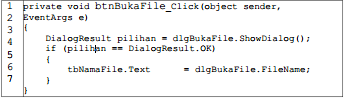 1 private void btnBukaFile_Click(object sender,
2 EventArgs e)
3 {
4 DialogResult pilihan = dlgBukaFile.ShowDialog();
5 if (pilihan == DialogResult.OK)
6 {
7 tbNamaFile.Text = dlgBukaFile.FileName;
}
}